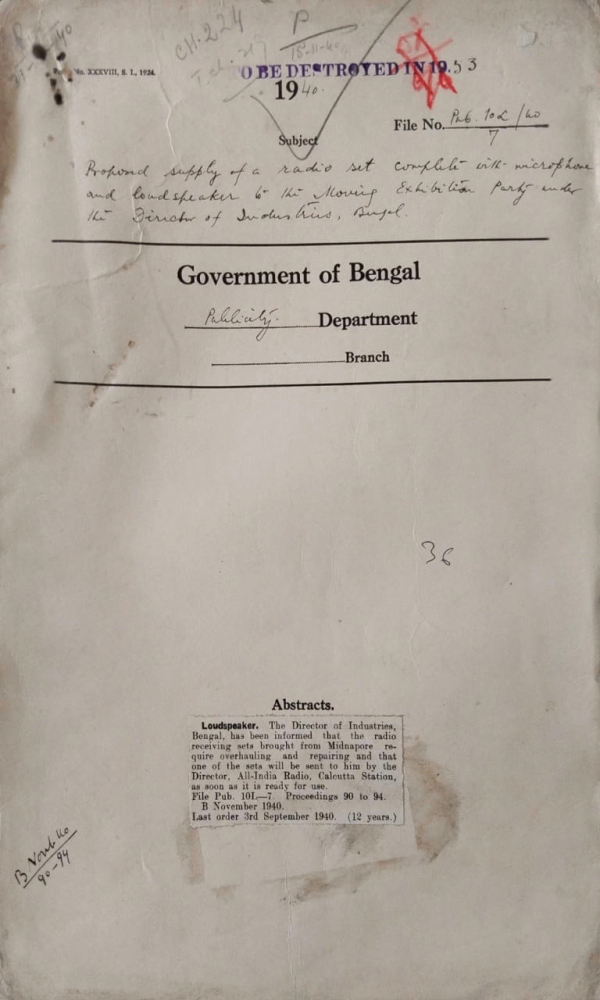 CH. 224
P
15-11-40
No. XXXVIII, S. I., 1924.
O BE DESTROYED IN 19.53
1940.
File No. Pub. 10L/40
7
Subject
Proposed supply of a radio set complete with microphone
and loudspeaker to the Moving Exhibition Party under
the Director of Industries, Bengal.
Government of Bengal
Publicity. Department
Branch
36
Abstracts.
Loudspeaker. The Director of Industries,
Bengal, has been informed that the radio
receiving sets brought from Midnapore re-
quire overhauling and repairing and that
one of the sets will be sent to him by the
Director, All-India Radio, Calcutta Station,
as soon as it is ready for use.
File Pub. 10L—7. Proceedings 90 to 94.
B November 1940.
Last order 3rd September 1940. (12 years.)
B Novr. 40
90-94